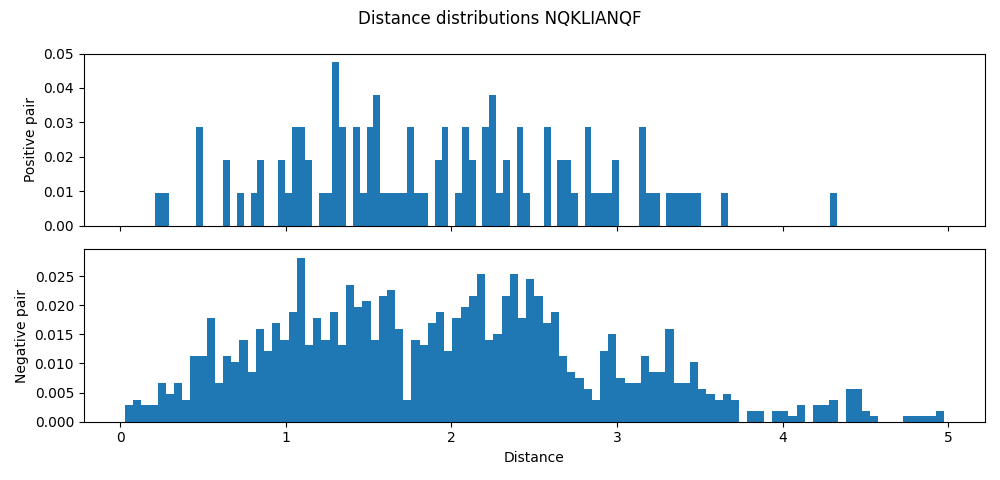 Distance distributions NQKLIANQF
Positive pair
0.05
0.04
0.03
0.02
0.01
0.00
Negative pair
0.025
0.020
0.015
0.010
0.005
0.000
0 1 2 3 4 5
Distance